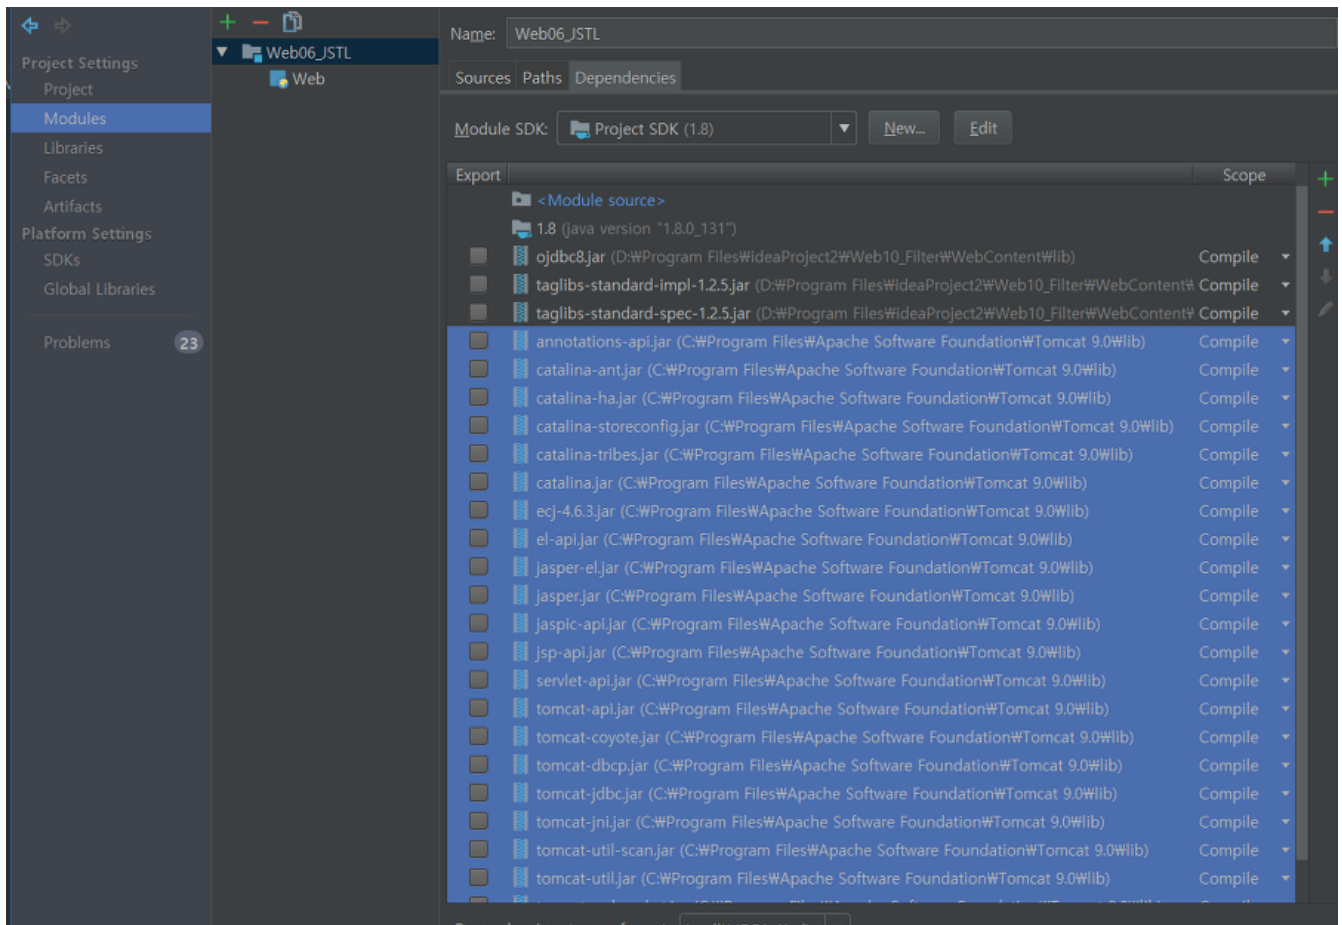 Project Settings
Project
Modules
Libraries
Facets
Artifacts
Platform Settings
SDKs
Global Libraries
Problems 23
Web06_JSTL
Web
Name: Web06_JSTL
Sources Paths Dependencies
Module SDK: Project SDK (1.8) New... Edit
Export Scope
<Module source>
1.8 (java version "1.8.0_131")
ojdbc8.jar (D:₩Program Files₩ideaProject2₩Web10_Filter₩WebContent₩lib) Compile
taglibs-standard-impl-1.2.5.jar (D:₩Program Files₩ideaProject2₩Web10_Filter₩WebContent₩ Compile
taglibs-standard-spec-1.2.5.jar (D:₩Program Files₩ideaProject2₩Web10_Filter₩WebContent₩ Compile
annotations-api.jar (C:₩Program Files₩Apache Software Foundation₩Tomcat 9.0₩lib) Compile
catalina-ant.jar (C:₩Program Files₩Apache Software Foundation₩Tomcat 9.0₩lib) Compile
catalina-ha.jar (C:₩Program Files₩Apache Software Foundation₩Tomcat 9.0₩lib) Compile
catalina-storeconfig.jar (C:₩Program Files₩Apache Software Foundation₩Tomcat 9.0₩lib) Compile
catalina-tribes.jar (C:₩Program Files₩Apache Software Foundation₩Tomcat 9.0₩lib) Compile
catalina.jar (C:₩Program Files₩Apache Software Foundation₩Tomcat 9.0₩lib) Compile
ecj-4.6.3.jar (C:₩Program Files₩Apache Software Foundation₩Tomcat 9.0₩lib) Compile
el-api.jar (C:₩Program Files₩Apache Software Foundation₩Tomcat 9.0₩lib) Compile
jasper-el.jar (C:₩Program Files₩Apache Software Foundation₩Tomcat 9.0₩lib) Compile
jasper.jar (C:₩Program Files₩Apache Software Foundation₩Tomcat 9.0₩lib) Compile
jaspic-api.jar (C:₩Program Files₩Apache Software Foundation₩Tomcat 9.0₩lib) Compile
jsp-api.jar (C:₩Program Files₩Apache Software Foundation₩Tomcat 9.0₩lib) Compile
servlet-api.jar (C:₩Program Files₩Apache Software Foundation₩Tomcat 9.0₩lib) Compile
tomcat-api.jar (C:₩Program Files₩Apache Software Foundation₩Tomcat 9.0₩lib) Compile
tomcat-coyote.jar (C:₩Program Files₩Apache Software Foundation₩Tomcat 9.0₩lib) Compile
tomcat-dbcp.jar (C:₩Program Files₩Apache Software Foundation₩Tomcat 9.0₩lib) Compile
tomcat-jdbc.jar (C:₩Program Files₩Apache Software Foundation₩Tomcat 9.0₩lib) Compile
tomcat-jni.jar (C:₩Program Files₩Apache Software Foundation₩Tomcat 9.0₩lib) Compile
tomcat-util-scan.jar (C:₩Program Files₩Apache Software Foundation₩Tomcat 9.0₩lib) Compile
tomcat-util.jar (C:₩Program Files₩Apache Software Foundation₩Tomcat 9.0₩lib) Compile